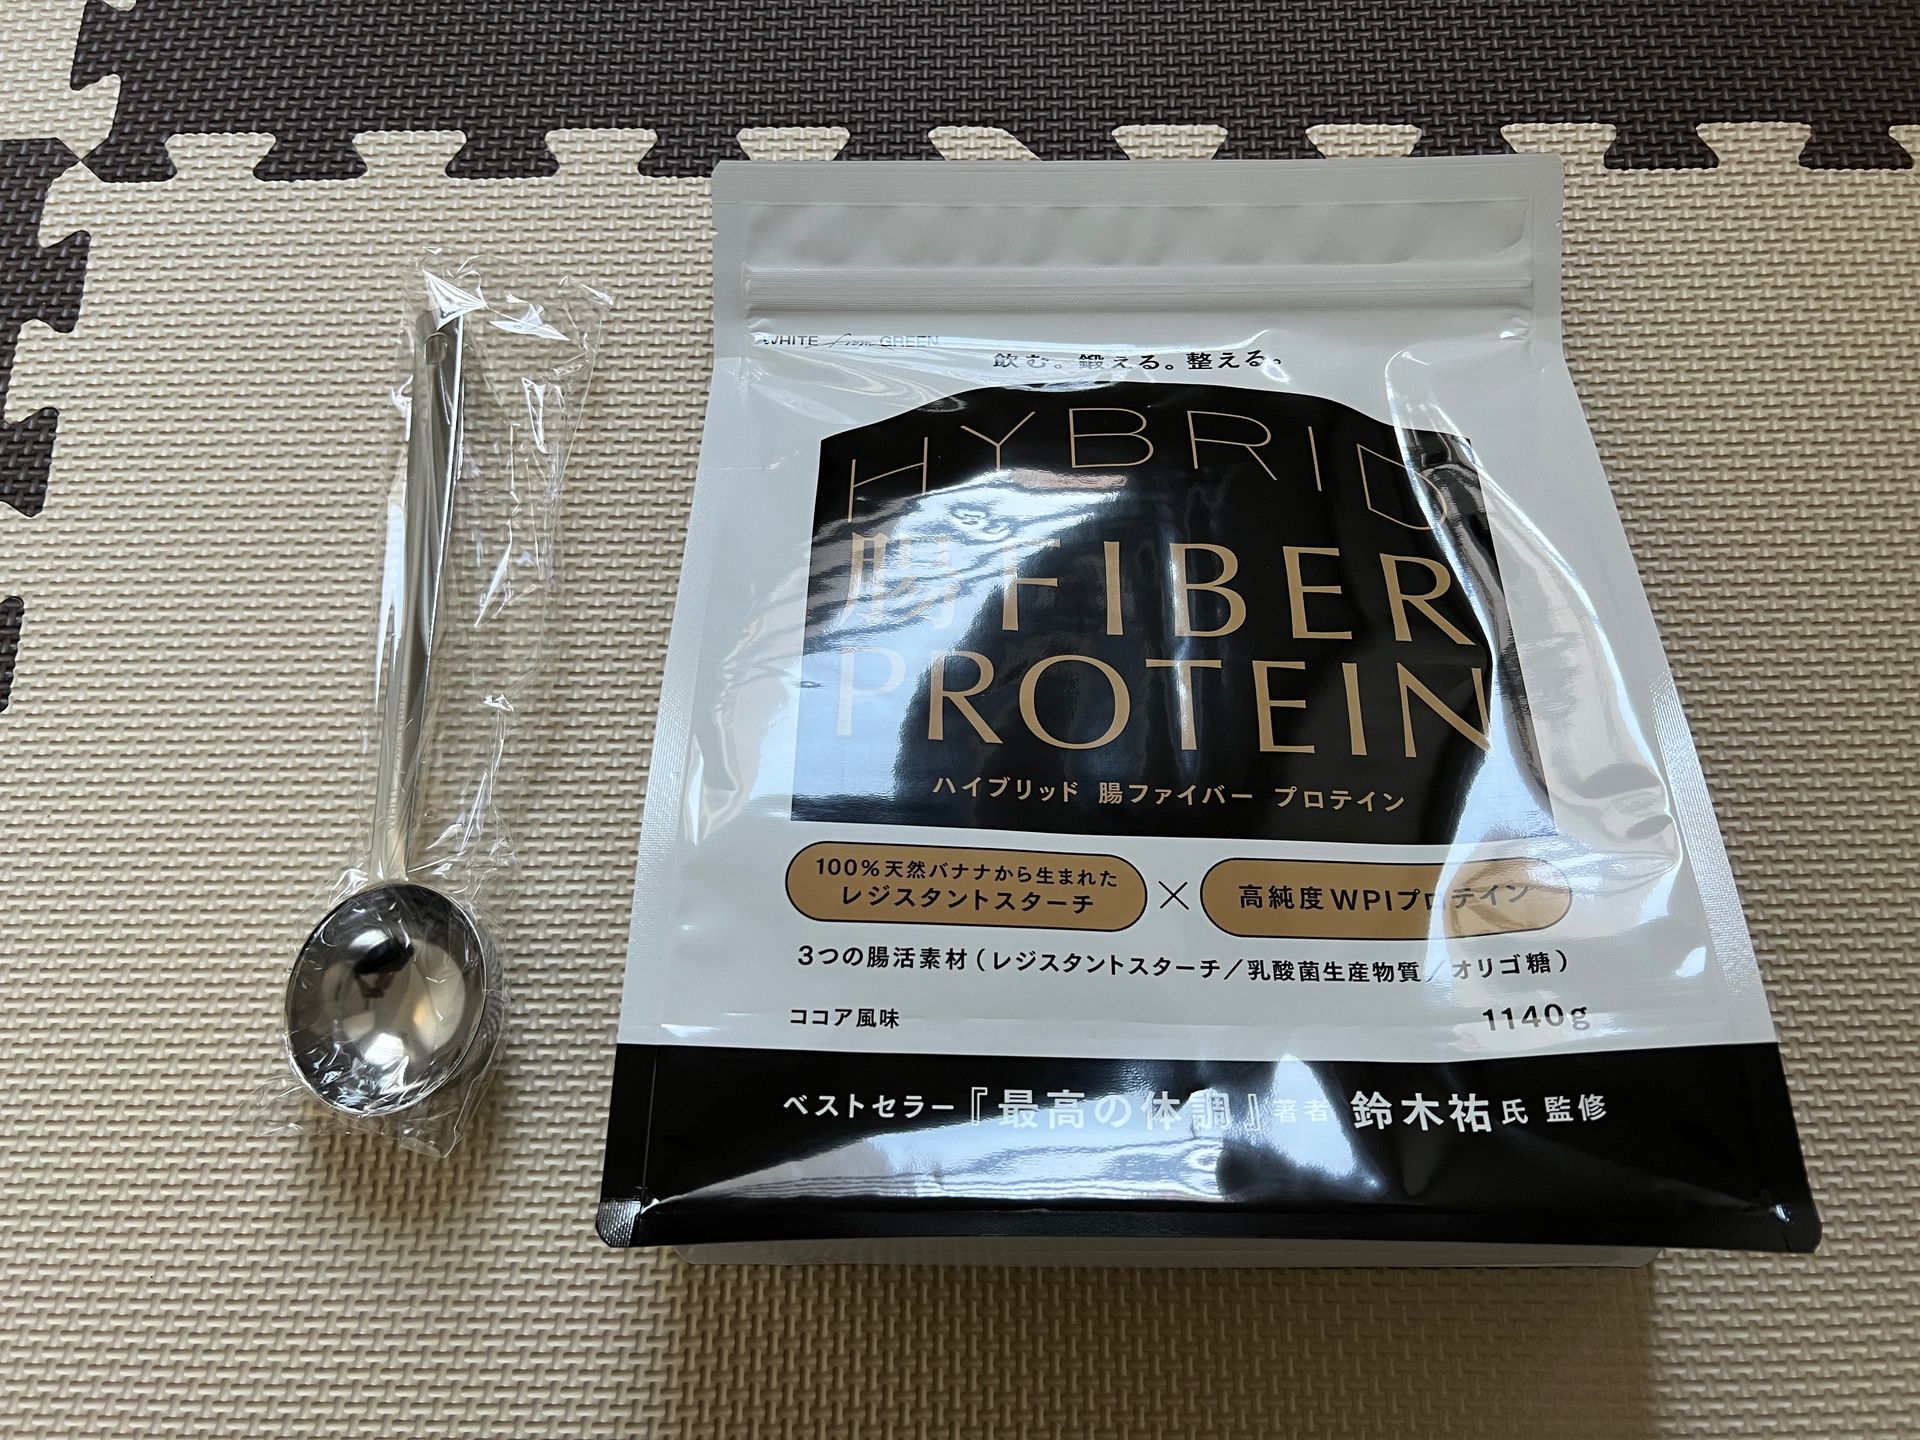 WHITE from GREEN
飲む。鍛える。整える。
HYBRID
腸FIBER
PROTEIN
ハイブリッド 腸ファイバー プロテイン
100%天然バナナから生まれた
レジスタントスターチ
×
高純度WPIプロテイン
3つの腸活素材(レジスタントスターチ/乳酸菌生産物質/オリゴ糖)
ココア風味
1140g
ベストセラー『最高の体調』著者 鈴木祐氏 監修